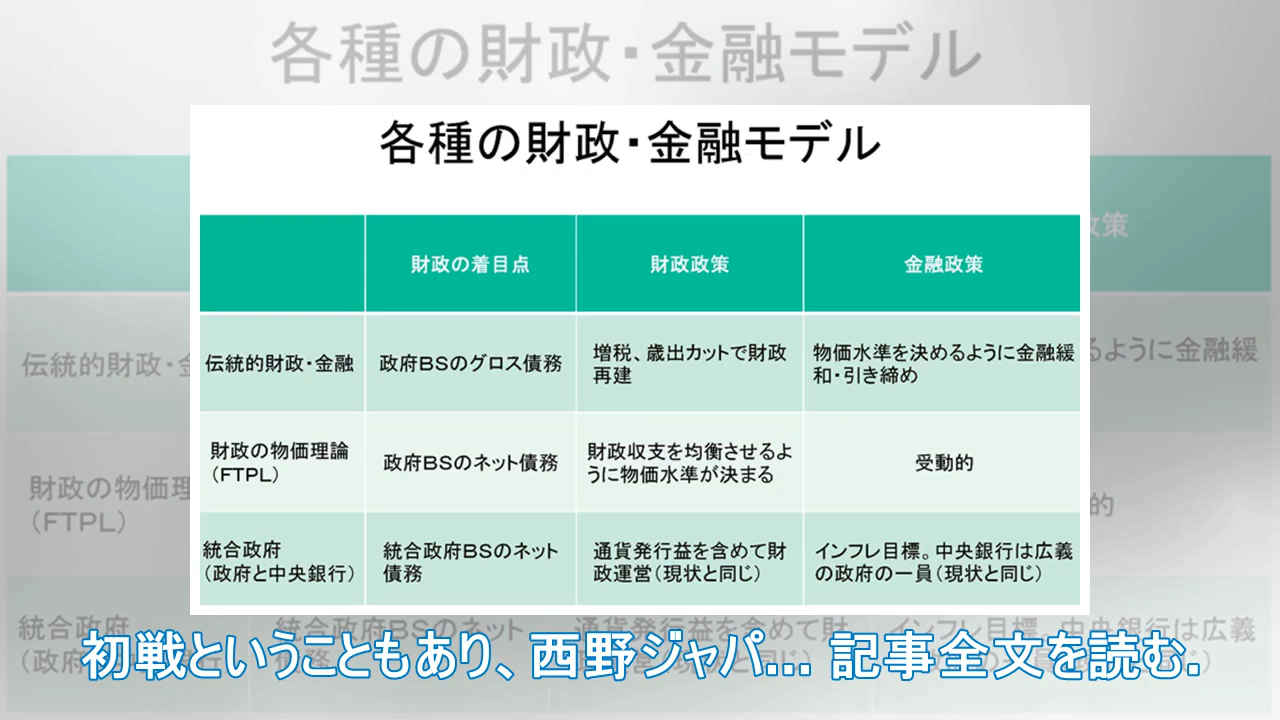 各種の財政・金融モデル
各種の財政・金融モデル
財政の着目点
財政政策
金融政策
伝統的財政・金融
政府BSのグロス債務
増税、歳出カットで財政
再建
物価水準を決めるように金融緩
和・引き締め
財政の物価理論
（FTPL）
政府BSのネット債務
財政収支を均衡させるよ
うに物価水準が決まる
受動的
統合政府
（政府と中央銀行）
統合政府BSのネット
債務
通貨発行益を含めて財
政運営（現状と同じ）
インフレ目標。中央銀行は広義
の政府の一員（現状と同じ）
初戦ということもあり、西野ジャパ... 記事全文を読む.